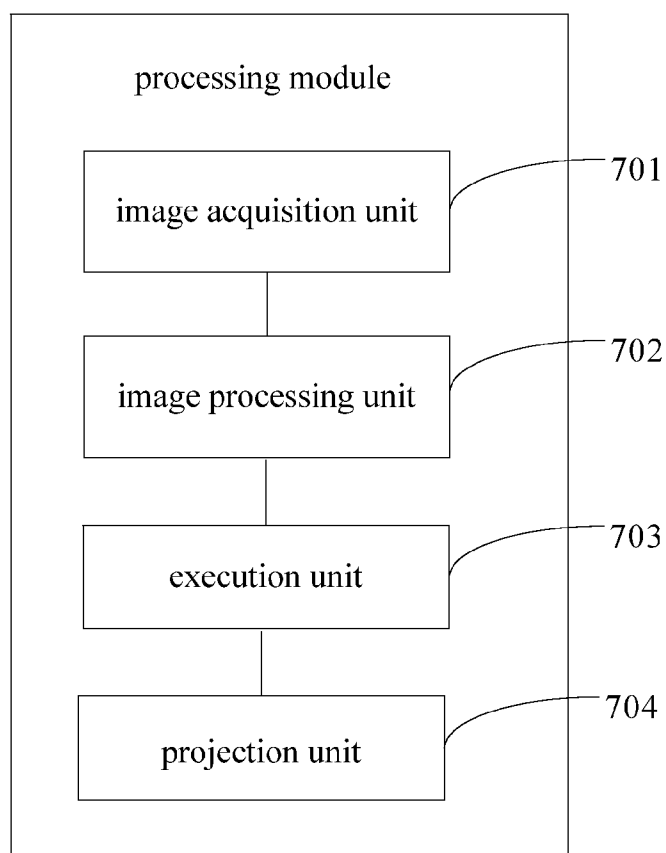 processing module
701
image acquisition unit
702
image processing unit
703
execution unit
704
projection unit